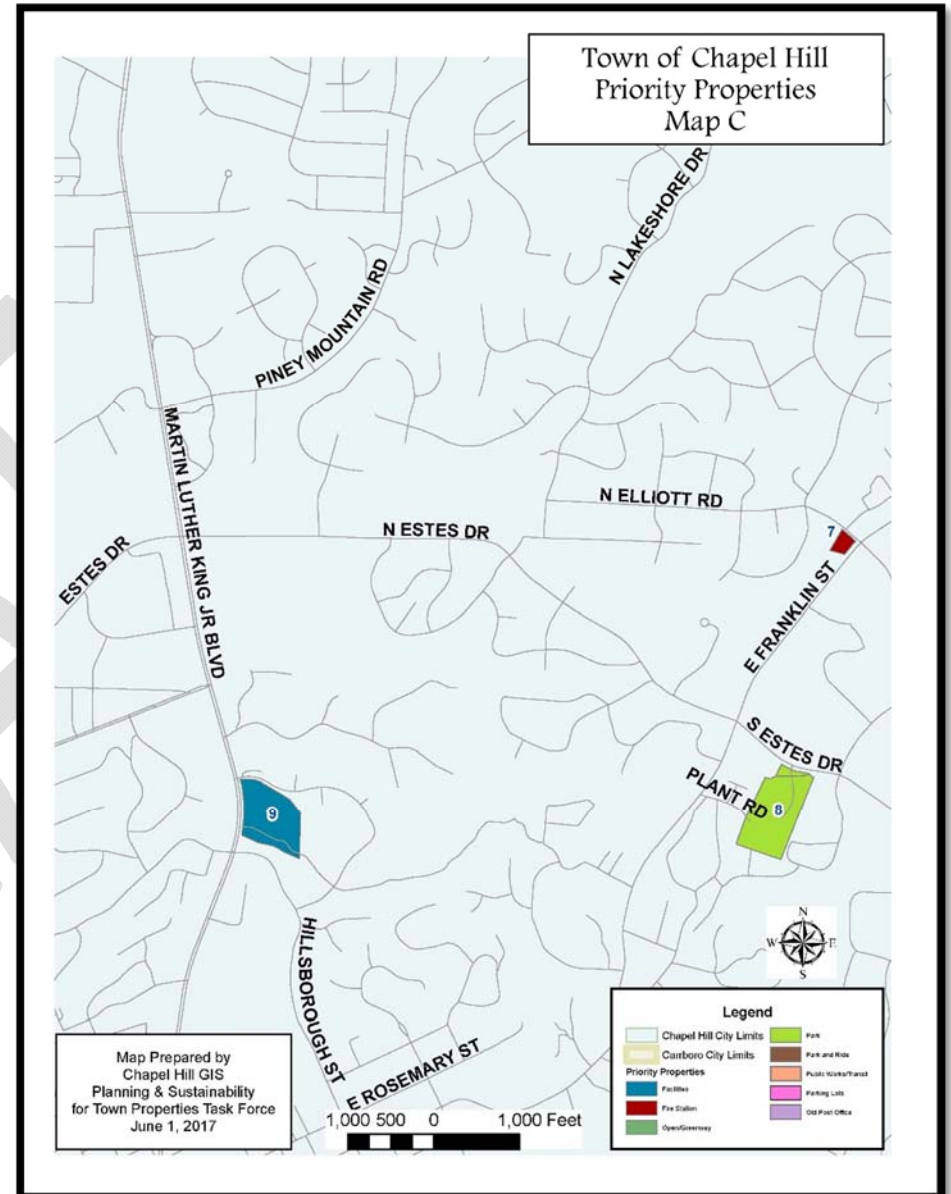 Town of Chapel Hill
Priority Properties
Map C
N LAKESHORE DR
PINEY MOUNTAIN RD
MARTIN LUTHER KING JR BLVD
N ELLIOTT RD
N ESTES DR
ESTES DR
7
E FRANKLIN ST
S ESTES DR
PLANT RD
8
9
HILLSBOROUGH ST
E ROSEMARY ST
N
W E
S
Map Prepared by
Chapel Hill GIS
Planning & Sustainability
for Town Properties Task Force
June 1, 2017
1,000 500 0 1,000 Feet
Legend
Chapel Hill City Limits
Carrboro City Limits
Priority Properties
Facilities
Fire Station
Open/Greenway
Park
Park and Ride
Public Works/Transit
Parking Lots
Old Post Office